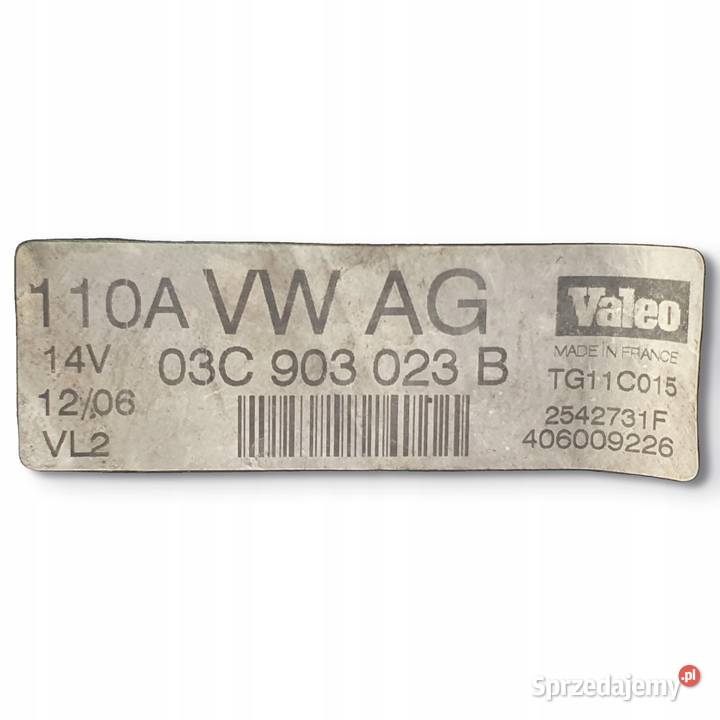 110A VW AG
14V 03C 903 023 B
12/06
VL2
Valeo
MADE IN FRANCE
TG11C015
2542731F
406009226
Sprzedajemy.pl